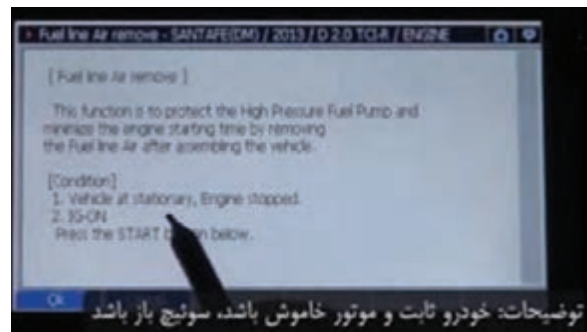 Fuel line Air remove - SANTAFE(DM) / 2013 / D 2.0 TCI-R / ENGINE
[ Fuel line Air remove ]
This function is to protect the High Pressure Fuel Pump and
minimize the engine starting time by removing
the Fuel line Air after assembling the vehicle.
[Condition]
1. Vehicle at stationary, Engine stopped.
2. IG-ON
Press the START button below.
Ok
توضیحات: خودرو ثابت و موتور خاموش باشد، سوئیچ باز باشد